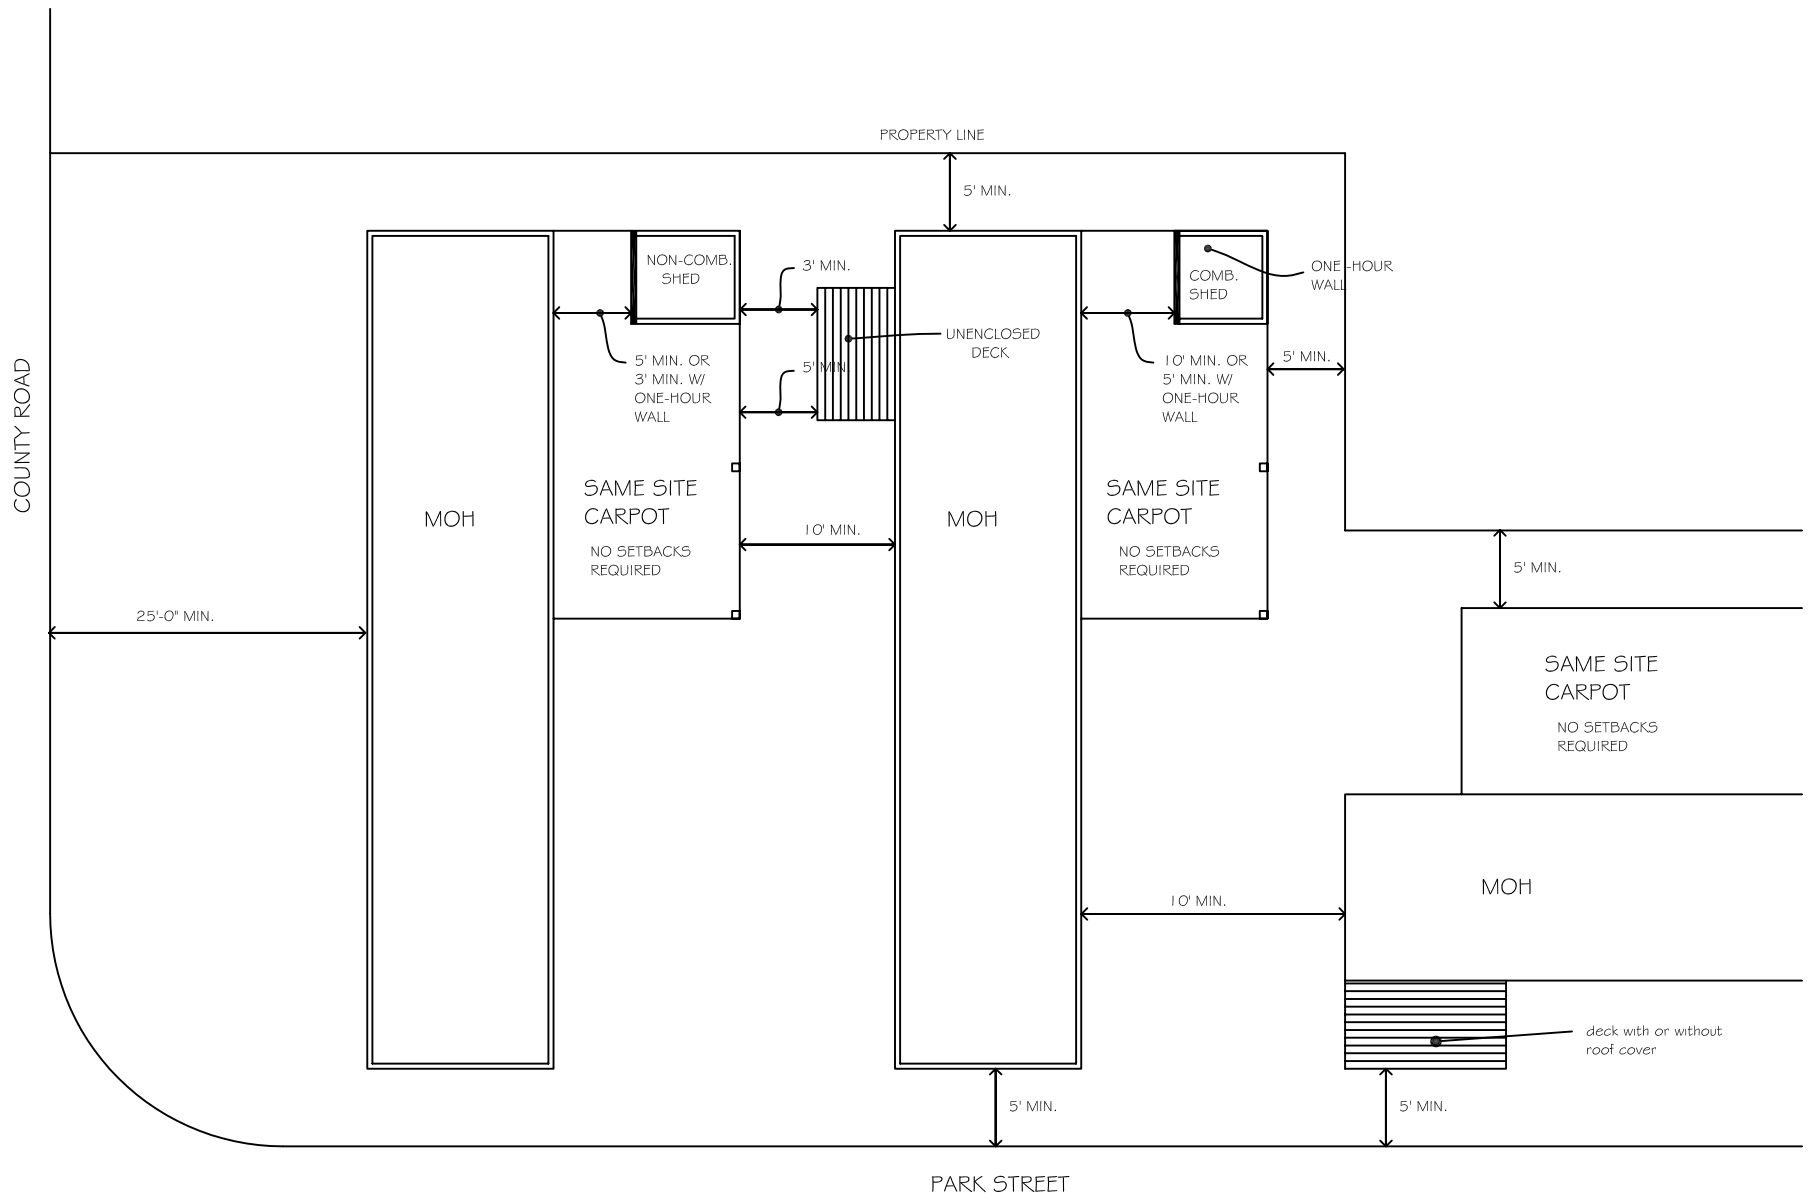 PROPERTY LINE
5' MIN.
NON-COMB.
SHED
3' MIN.
COMB.
SHED
ONE-HOUR
WALL
UNENCLOSED
DECK
5' MIN. OR
3' MIN. W/
ONE-HOUR
WALL
5' MIN.
10' MIN. OR
5' MIN. W/
ONE-HOUR
WALL
5' MIN.
COUNTY ROAD
MOH
SAME SITE
CARPOT
NO SETBACKS
REQUIRED
10' MIN.
MOH
SAME SITE
CARPOT
NO SETBACKS
REQUIRED
5' MIN.
25'-0" MIN.
SAME SITE
CARPOT
NO SETBACKS
REQUIRED
MOH
10' MIN.
deck with or without
roof cover
5' MIN.
5' MIN.
PARK STREET